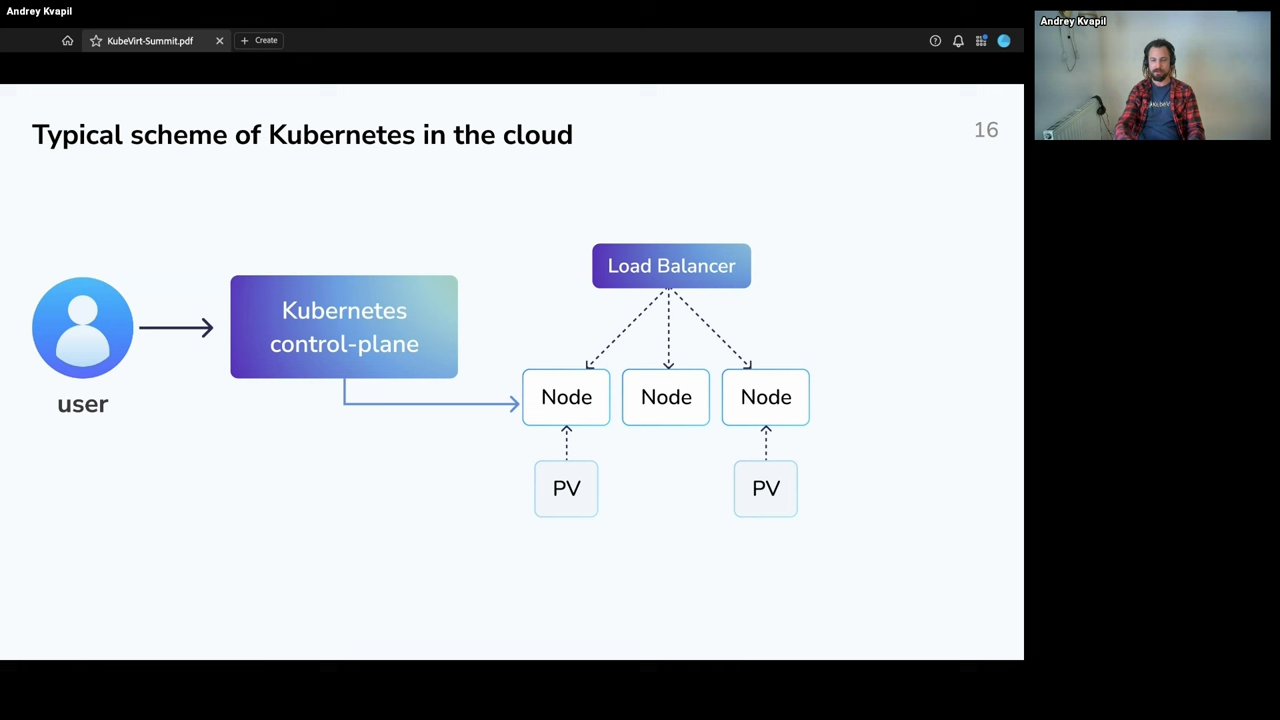 Andrey Kvapil
KubeVirt-Summit.pdf
Create
Andrey Kvapil
Typical scheme of Kubernetes in the cloud
16
Load Balancer
Kubernetes
control-plane
user
Node
Node
Node
PV
PV